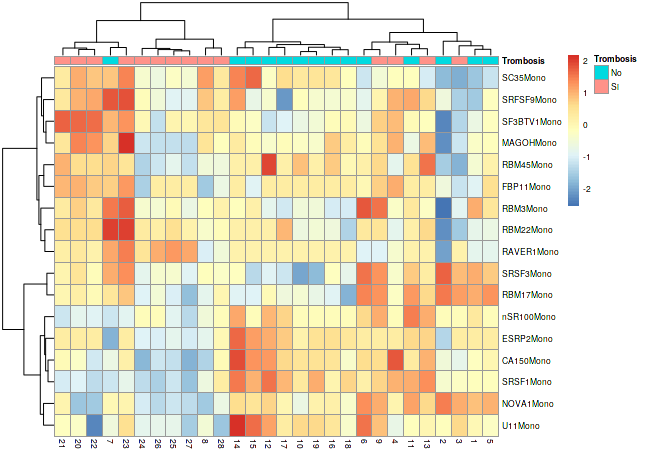 Trombosis
Trombosis
No
SI
2
1
0
-1
-2
SC35Mono
SRFSF9Mono
SF3BTV1Mono
MAGOHMono
RBM45Mono
FBP11Mono
RBM3Mono
RBM22Mono
RAVER1Mono
SRSF3Mono
RBM17Mono
nSR100Mono
ESRP2Mono
CA150Mono
SRSF1Mono
NOVA1Mono
U11Mono
21 20 22 7 23 24 26 25 27 8 28 14 15 12 17 10 19 16 18 6 9 4 11 13 2 3 1 5